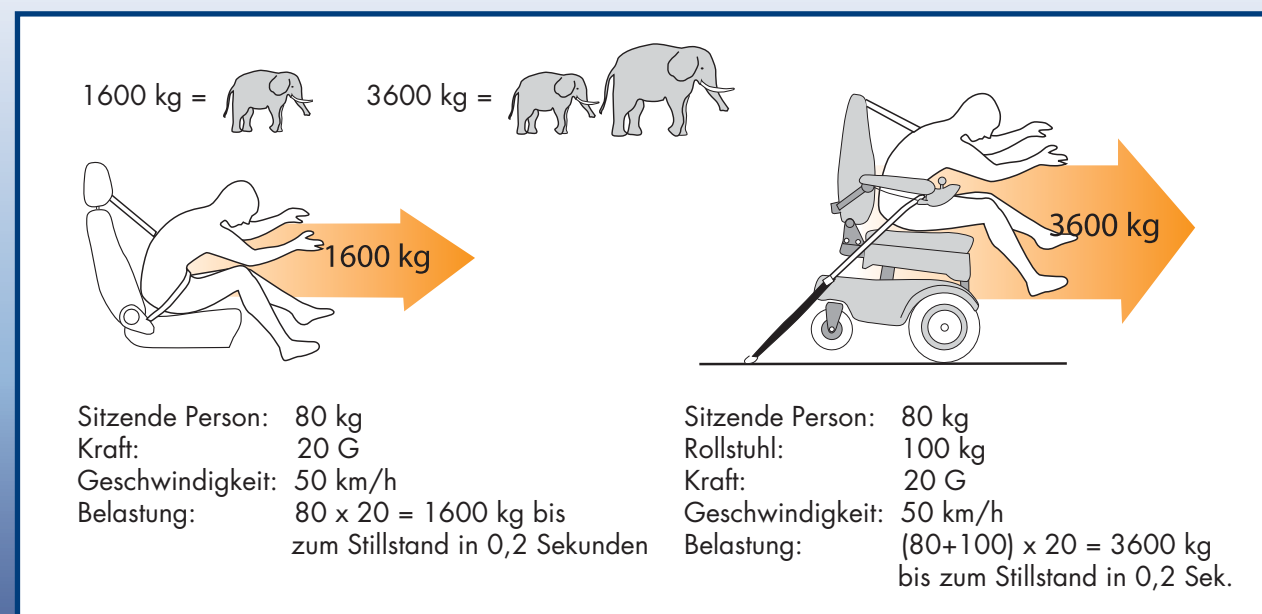 1600 kg =
3600 kg =
1600 kg
3600 kg
Sitzende Person: 80 kg
Kraft: 20 G
Geschwindigkeit: 50 km/h
Belastung: 80 x 20 = 1600 kg bis
zum Stillstand in 0,2 Sekunden
Sitzende Person: 80 kg
Rollstuhl: 100 kg
Kraft: 20 G
Geschwindigkeit: 50 km/h
Belastung: (80+100) x 20 = 3600 kg
bis zum Stillstand in 0,2 Sek.